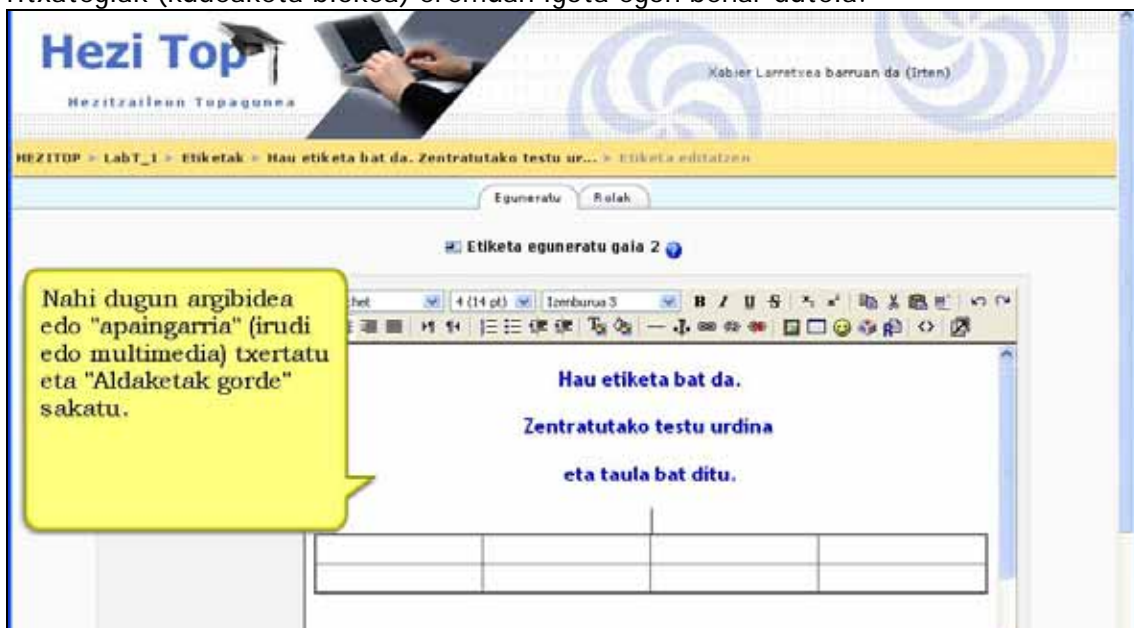 Hezi Top
Hezitzaileon Topagunea
Xabier Larretxea barruan da (Irten)
HEZITOP ► LabT_1 ► Etiketak ► Hau etiketa bat da. Zentratutako testu ur... ► Etiketa editatzen
Eguneratu Rolak
Etiketa eguneratu gaia 2
4 (14 pt) Izenburua 3
Nahi dugun argibidea
edo "apaingarria" (irudi
edo multimedia) txertatu
eta "Aldaketak gorde"
sakatu.
Hau etiketa bat da.
Zentratutako testu urdina
eta taula bat ditu.